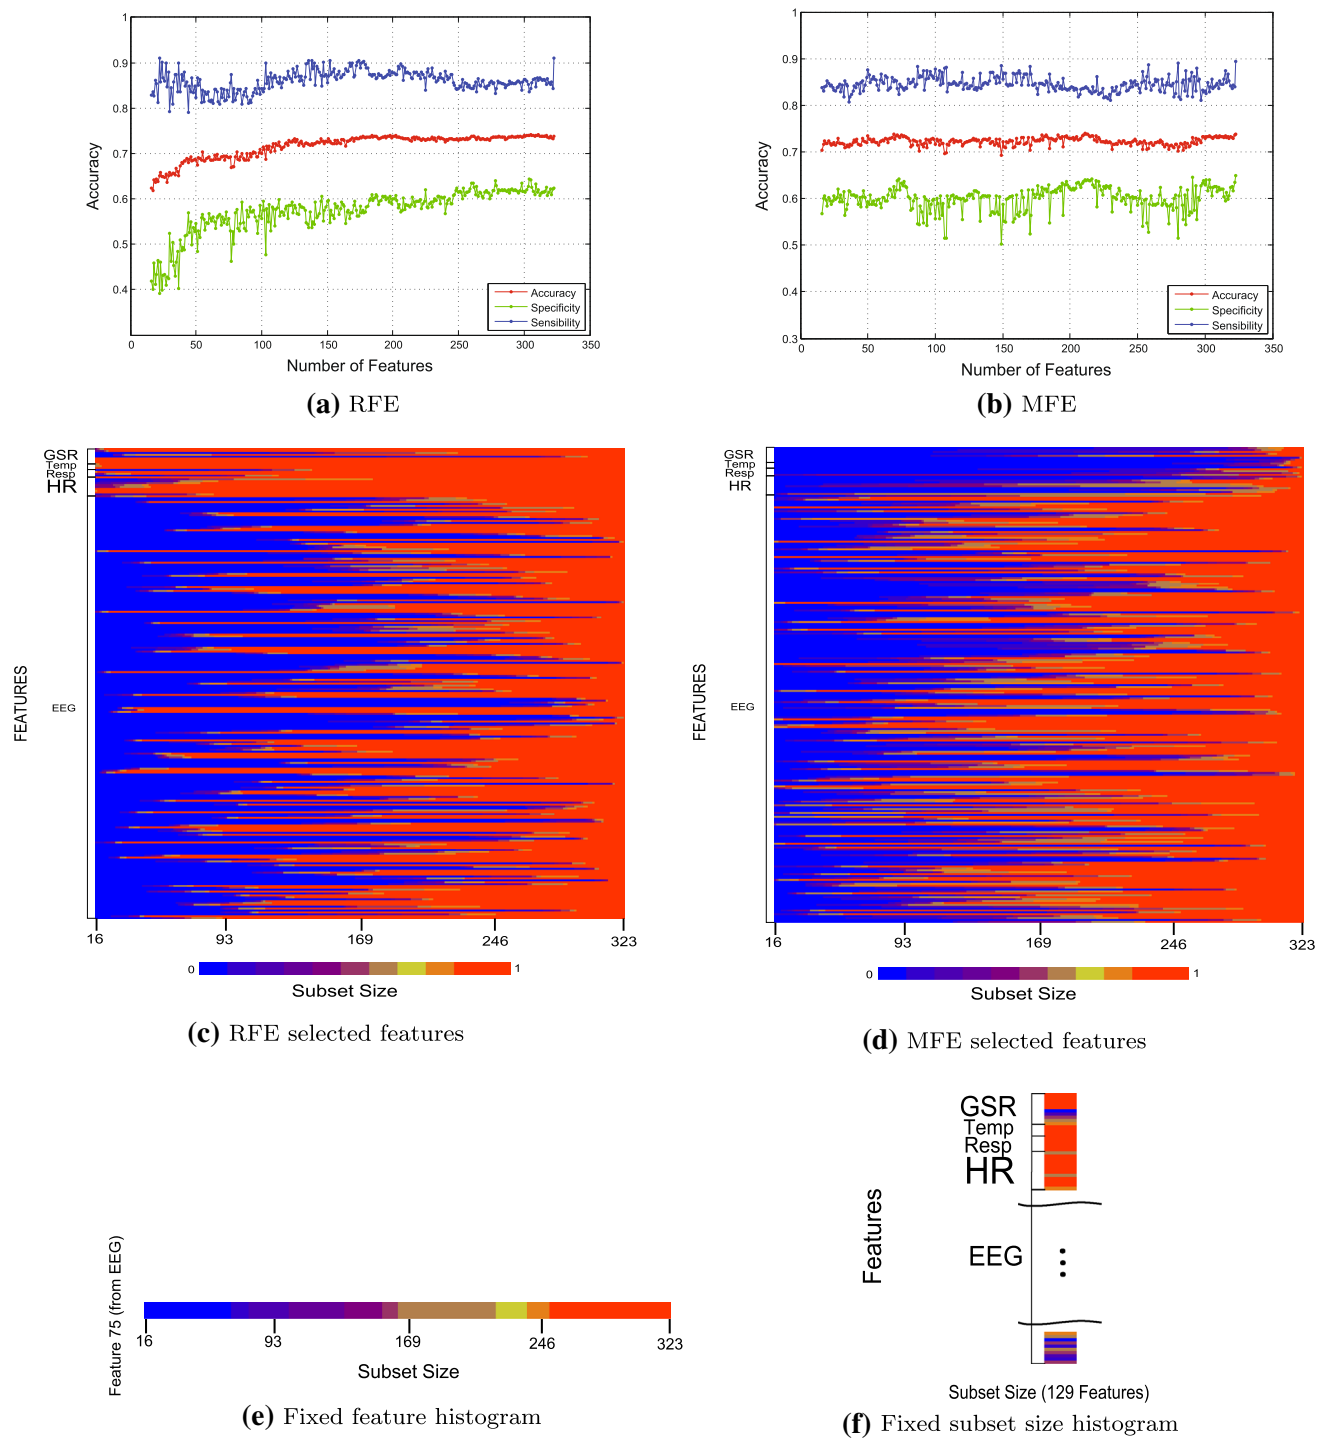 1
0.9
0.8
0.7
0.6
0.5
0.4
Accuracy
0 50 100 150 200 250 300 350
Number of Features
Accuracy
Specificity
Sensibility
(a) RFE
1
0.9
0.8
0.7
0.6
0.5
0.4
0.3
Accuracy
0 50 100 150 200 250 300 350
Number of Features
Accuracy
Specificity
Sensibility
(b) MFE
GSR
Temp
Resp
HR
EEG
FEATURES
16 93 169 246 323
0 1
Subset Size
(c) RFE selected features
GSR
Temp
Resp
HR
EEG
FEATURES
16 93 169 246 323
0 1
Subset Size
(d) MFE selected features
Feature 75 (from EEG)
16 93 169 246 323
Subset Size
(e) Fixed feature histogram
GSR
Temp
Resp
HR
EEG
Features
Subset Size (129 Features)
(f) Fixed subset size histogram